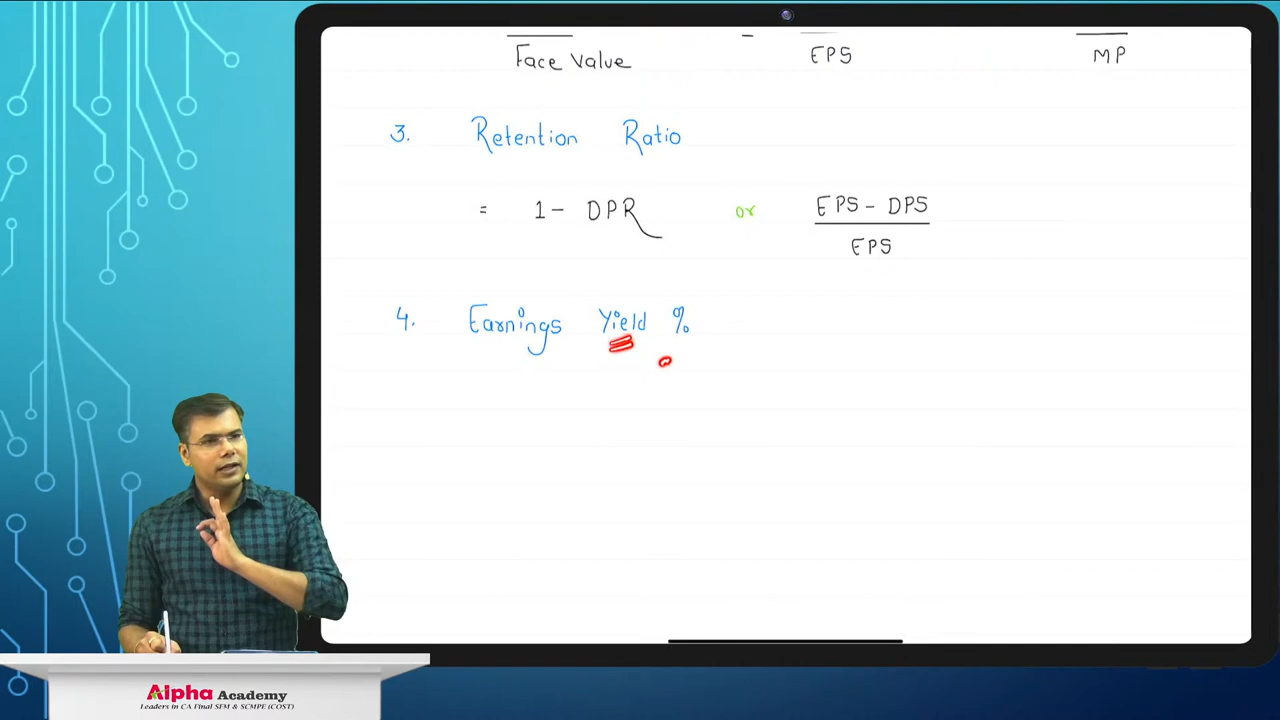 Face Value EPS MP
3. Retention Ratio
= 1 - DPR or EPS - DPS
EPS
4. Earnings Yield %
Alpha Academy
Leaders in CA Final SFM & SCMPE (COST)